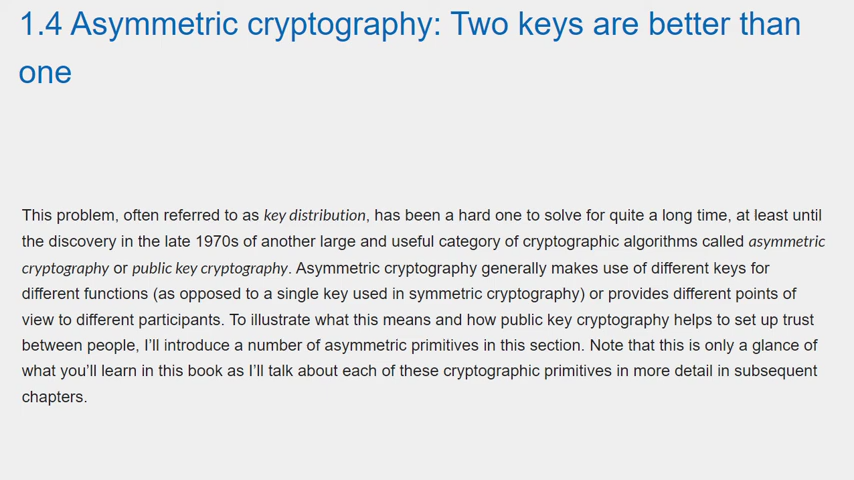 1.4 Asymmetric cryptography: Two keys are better than
one
This problem, often referred to as key distribution, has been a hard one to solve for quite a long time, at least until
the discovery in the late 1970s of another large and useful category of cryptographic algorithms called asymmetric
cryptography or public key cryptography. Asymmetric cryptography generally makes use of different keys for
different functions (as opposed to a single key used in symmetric cryptography) or provides different points of
view to different participants. To illustrate what this means and how public key cryptography helps to set up trust
between people, I’ll introduce a number of asymmetric primitives in this section. Note that this is only a glance of
what you’ll learn in this book as I’ll talk about each of these cryptographic primitives in more detail in subsequent
chapters.